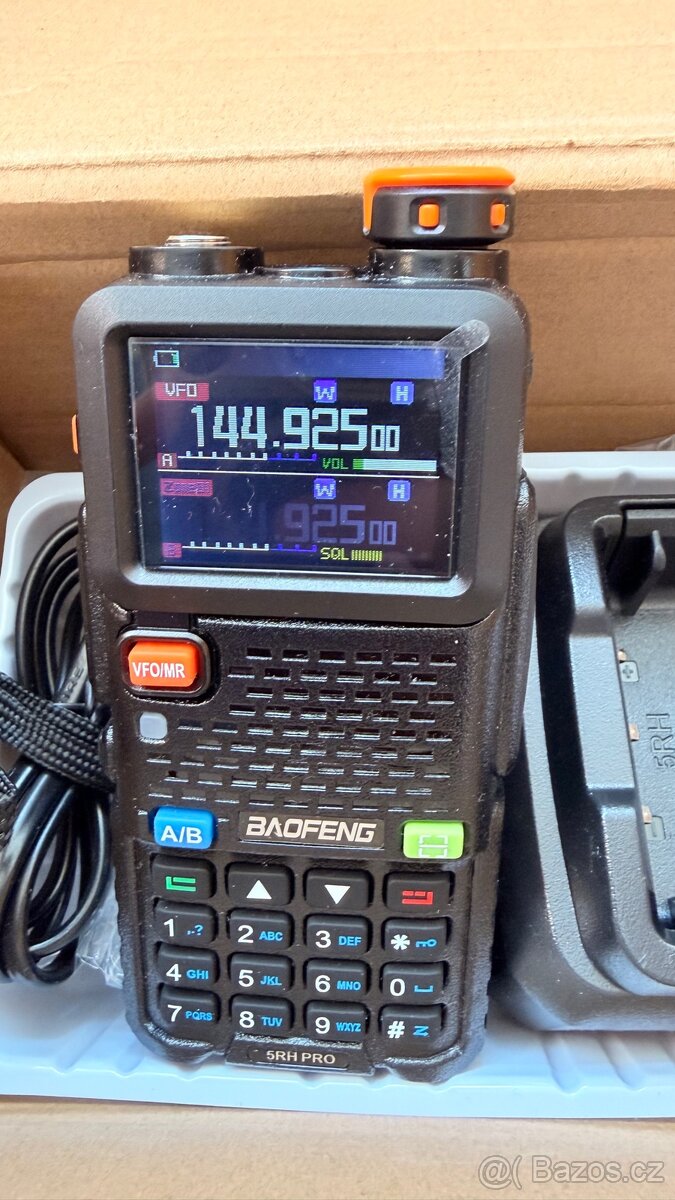 VFO W H
144.92500
A VOL
W H
92500
SQL
VFO/MR
A/B BAOFENG
1 .,? 2 ABC 3 DEF *
4 GHI 5 JKL 6 MNO 0
7 PQRS 8 TUV 9 WXYZ #
5RH PRO
5RH
@( Bazos.cz